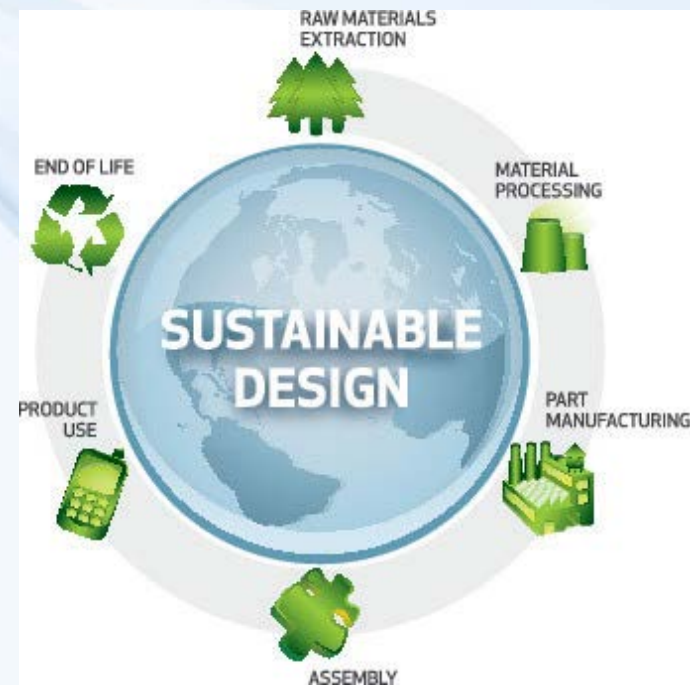 RAW MATERIALS
EXTRACTION
MATERIAL
PROCESSING
PART
MANUFACTURING
ASSEMBLY
PRODUCT
USE
END OF LIFE
SUSTAINABLE
DESIGN